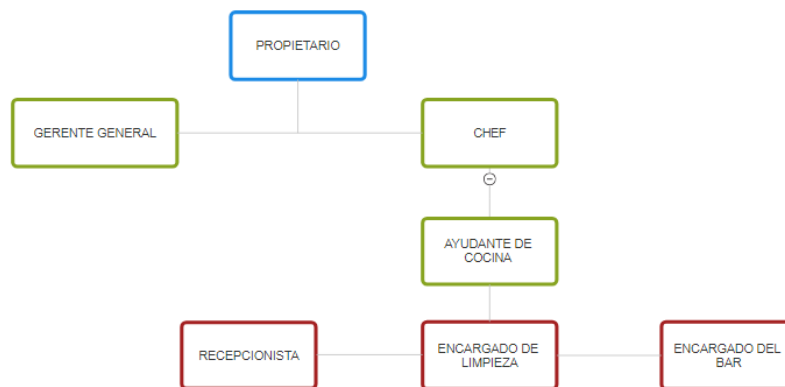 PROPIETARIO
GERENTE GENERAL
CHEF
AYUDANTE DE
COCINA
RECEPCIONISTA
ENCARGADO DE
LIMPIEZA
ENCARGADO DEL
BAR